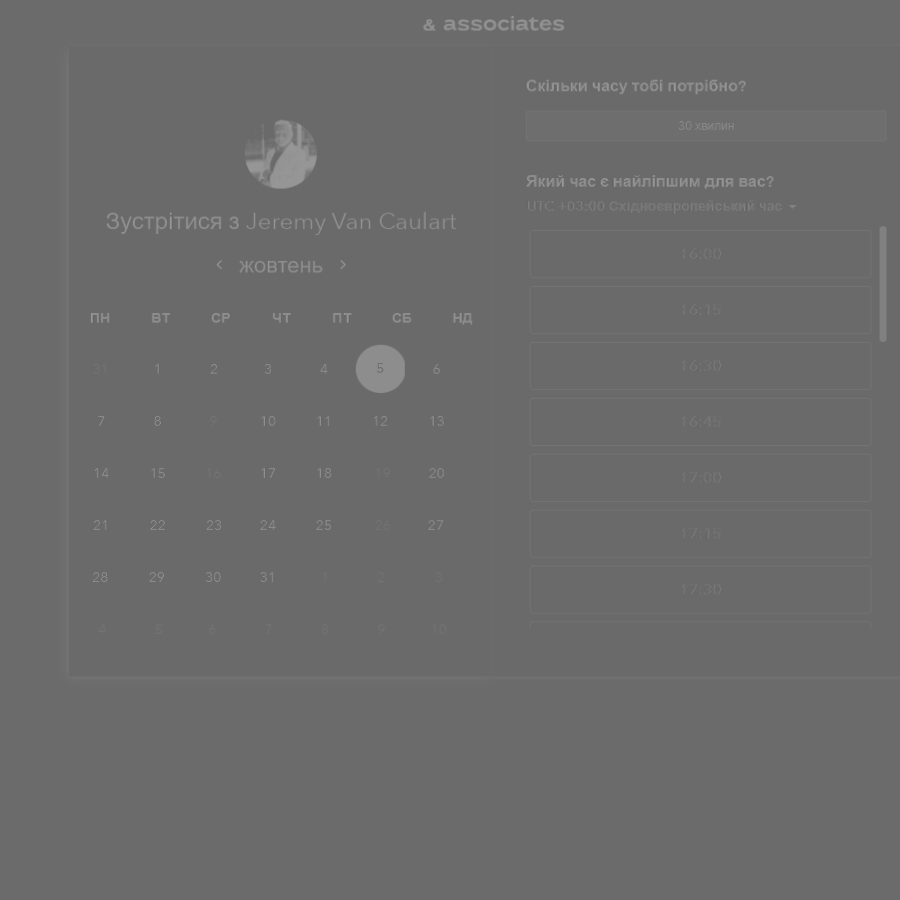 & associates
Зустрітися з Jeremy Van Caulart
жовтень
ПН ВТ СР ЧТ ПТ СБ НД
31 1 2 3 4 5 6
7 8 9 10 11 12 13
14 15 16 17 18 19 20
21 22 23 24 25 26 27
28 29 30 31 1 2 3
4 5 6 7 8 9 10
Скільки часу тобі потрібно?
30 хвилин
Який час є найліпшим для вас?
UTC +03:00 Східноєвропейський час
16:00
16:15
16:30
16:45
17:00
17:15
17:30